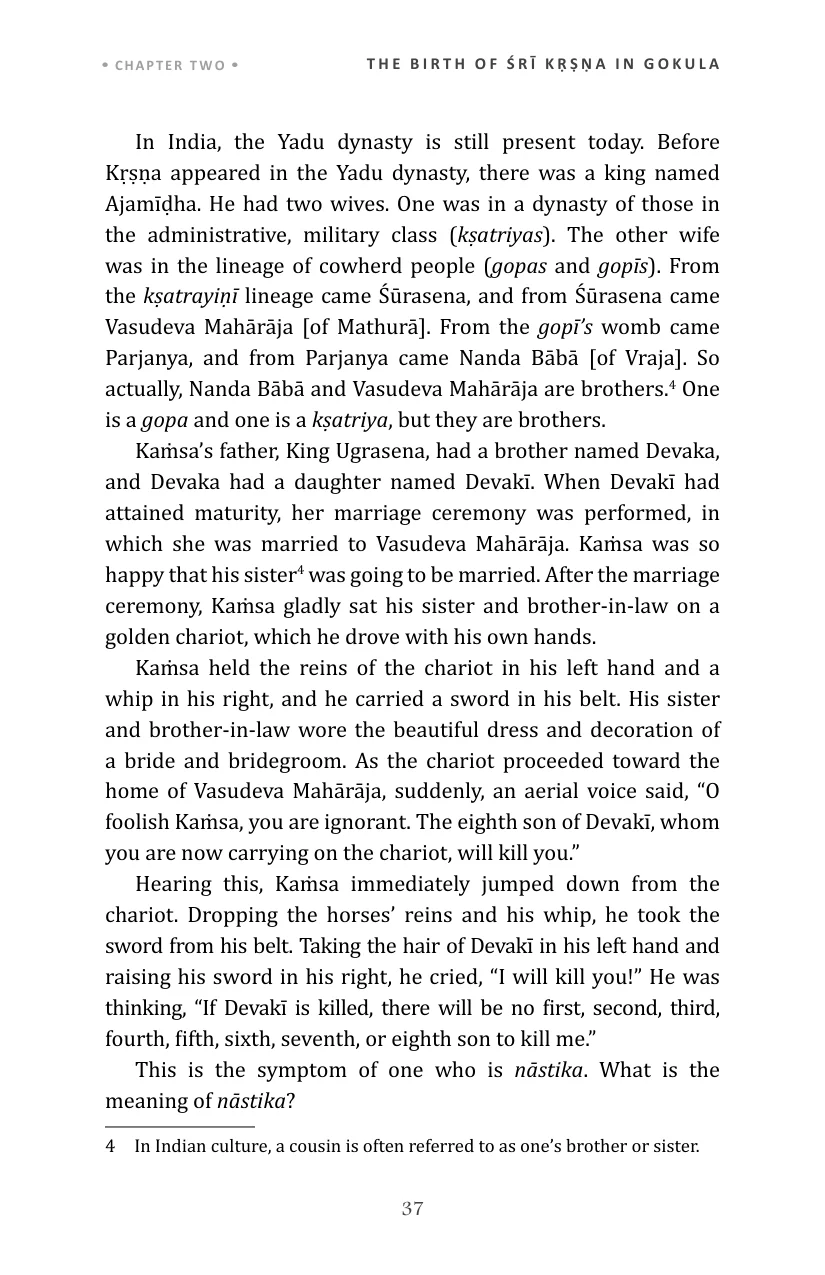 • CHAPTER TWO •
THE BIRTH OF ŚRĪ KṚṢṆA IN GOKULA
In India, the Yadu dynasty is still present today. Before
Kṛṣṇa appeared in the Yadu dynasty, there was a king named
Ajamīḍha. He had two wives. One was in a dynasty of those in
the administrative, military class (kṣatriyas). The other wife
was in the lineage of cowherd people (gopas and gopīs). From
the kṣatrayiṇī lineage came Śūrasena, and from Śūrasena came
Vasudeva Mahārāja [of Mathurā]. From the gopī’s womb came
Parjanya, and from Parjanya came Nanda Bābā [of Vraja]. So
actually, Nanda Bābā and Vasudeva Mahārāja are brothers.⁴ One
is a gopa and one is a kṣatriya, but they are brothers.
Kaṁsa’s father, King Ugrasena, had a brother named Devaka,
and Devaka had a daughter named Devakī. When Devakī had
attained maturity, her marriage ceremony was performed, in
which she was married to Vasudeva Mahārāja. Kaṁsa was so
happy that his sister⁴ was going to be married. After the marriage
ceremony, Kaṁsa gladly sat his sister and brother-in-law on a
golden chariot, which he drove with his own hands.
Kaṁsa held the reins of the chariot in his left hand and a
whip in his right, and he carried a sword in his belt. His sister
and brother-in-law wore the beautiful dress and decoration of
a bride and bridegroom. As the chariot proceeded toward the
home of Vasudeva Mahārāja, suddenly, an aerial voice said, “O
foolish Kaṁsa, you are ignorant. The eighth son of Devakī, whom
you are now carrying on the chariot, will kill you.”
Hearing this, Kaṁsa immediately jumped down from the
chariot. Dropping the horses’ reins and his whip, he took the
sword from his belt. Taking the hair of Devakī in his left hand and
raising his sword in his right, he cried, “I will kill you!” He was
thinking, “If Devakī is killed, there will be no first, second, third,
fourth, fifth, sixth, seventh, or eighth son to kill me.”
This is the symptom of one who is nāstika. What is the
meaning of nāstika?
4 In Indian culture, a cousin is often referred to as one’s brother or sister.
37